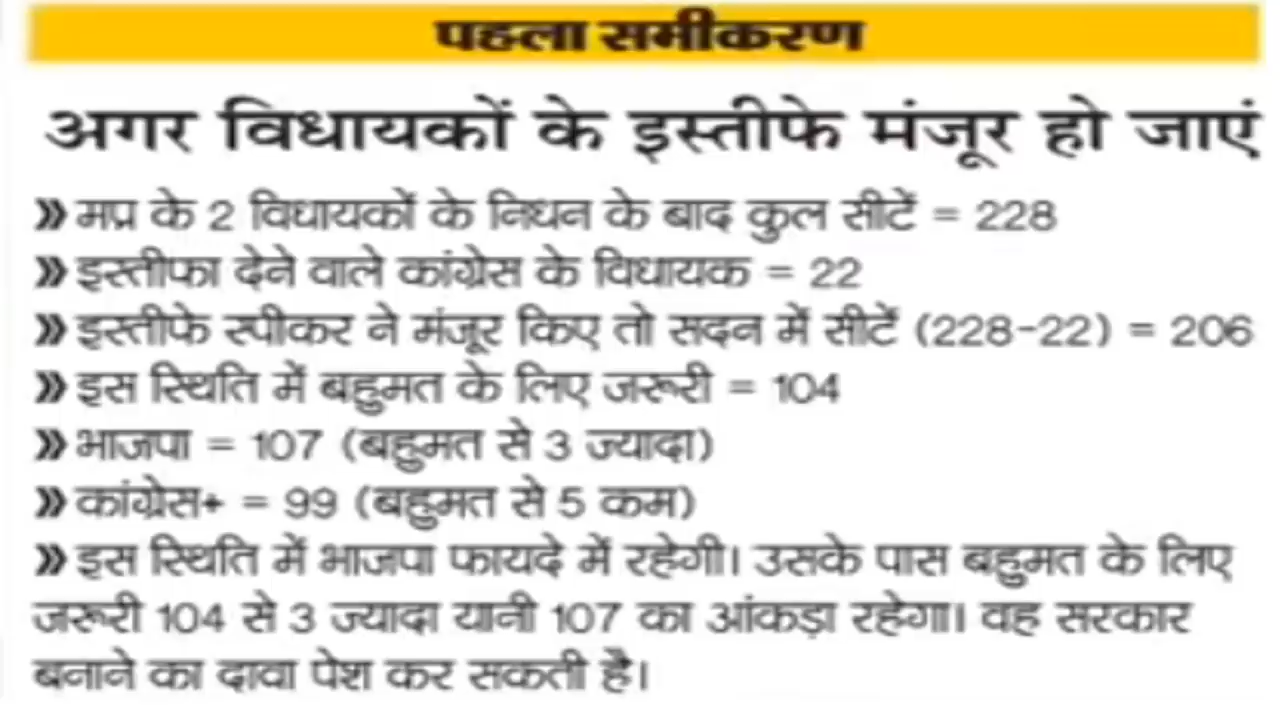 पहला समीकरण
अगर विधायकों के इस्तीफे मंजूर हो जाएं
» मप्र के 2 विधायकों के निधन के बाद कुल सीटें = 228
» इस्तीफा देने वाले कांग्रेस के विधायक = 22
» इस्तीफे स्पीकर ने मंजूर किए तो सदन में सीटें (228-22) = 206
» इस स्थिति में बहुमत के लिए जरूरी = 104
» भाजपा = 107 (बहुमत से 3 ज्यादा)
» कांग्रेस+ = 99 (बहुमत से 5 कम)
» इस स्थिति में भाजपा फायदे में रहेगी। उसके पास बहुमत के लिए
जरूरी 104 से 3 ज्यादा यानी 107 का आंकड़ा रहेगा। वह सरकार
बनाने का दावा पेश कर सकती है।